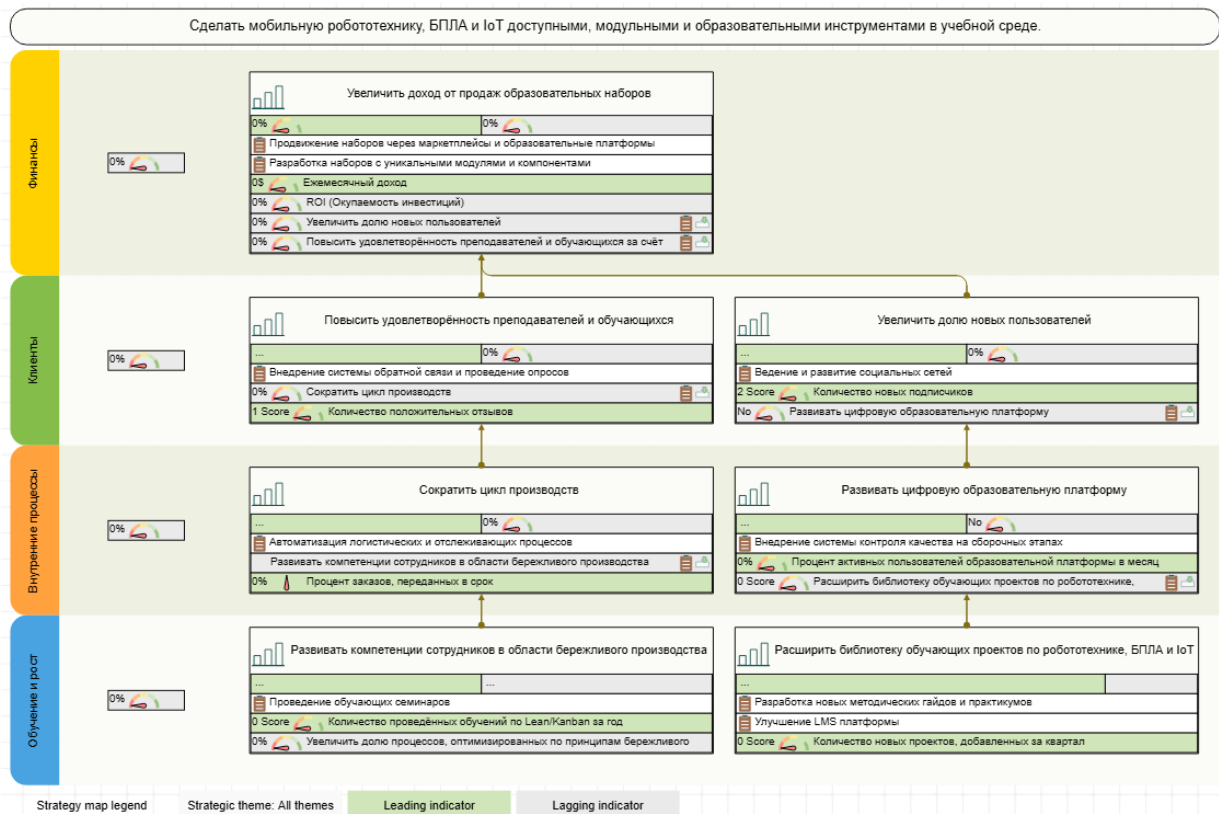 Сделать мобильную робототехнику, БПЛА и IoT доступными, модульными и образовательными инструментами в учебной среде.
Финансы
0%
Увеличить доход от продаж образовательных наборов
0%
0%
Продвижение наборов через маркетплейсы и образовательные платформы
Разработка наборов с уникальными модулями и компонентами
0$ Ежемесячный доход
0% ROI (Окупаемость инвестиций)
0% Увеличить долю новых пользователей
0% Повысить удовлетворённость преподавателей и обучающихся за счёт
Клиенты
0%
Повысить удовлетворённость преподавателей и обучающихся
...
0%
Внедрение системы обратной связи и проведение опросов
0% Сократить цикл производств
1 Score Количество положительных отзывов
Увеличить долю новых пользователей
...
0%
Ведение и развитие социальных сетей
2 Score Количество новых подписчиков
No Развивать цифровую образовательную платформу
Внутренние процессы
0%
Сократить цикл производств
...
0%
Автоматизация логистических и отслеживающих процессов
Развивать компетенции сотрудников в области бережливого производства
0% Процент заказов, переданных в срок
Развивать цифровую образовательную платформу
...
No
Внедрение системы контроля качества на сборочных этапах
0% Процент активных пользователей образовательной платформы в месяц
0 Score Расширить библиотеку обучающих проектов по робототехнике,
Обучение и рост
0%
Развивать компетенции сотрудников в области бережливого производства
...
...
Проведение обучающих семинаров
0 Score Количество проведённых обучений по Lean/Kanban за год
0% Увеличить долю процессов, оптимизированных по принципам бережливого
Расширить библиотеку обучающих проектов по робототехнике, БПЛА и IoT
...
Разработка новых методических гайдов и практикумов
Улучшение LMS платформы
0 Score Количество новых проектов, добавленных за квартал
Strategy map legend
Strategic theme: All themes
Leading indicator
Lagging indicator